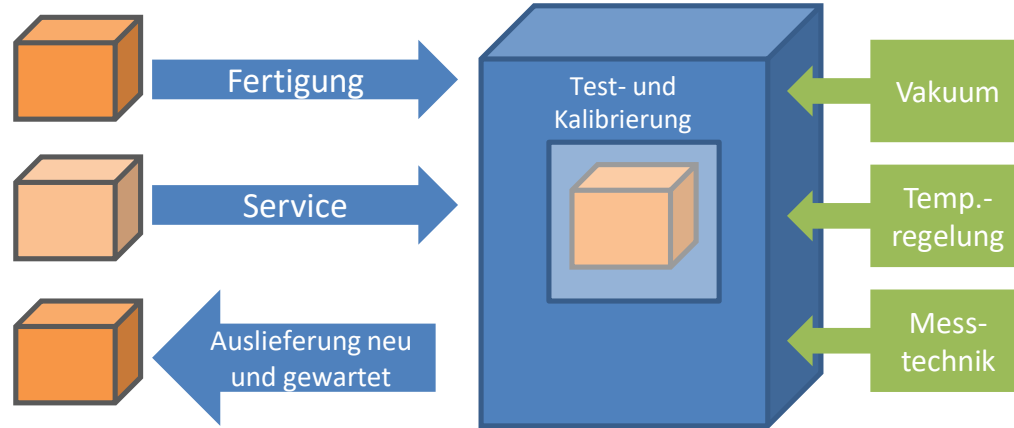 Fertigung
Service
Auslieferung neu
und gewartet
Test- und
Kalibrierung
Vakuum
Temp.-
regelung
Mess-
technik